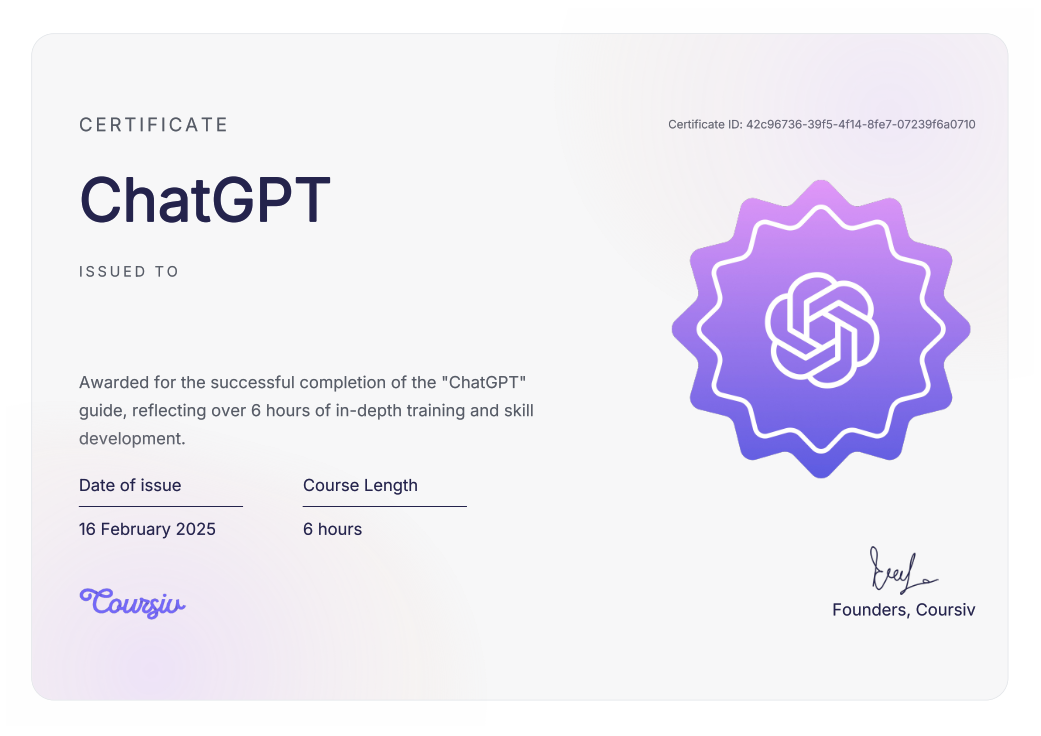 CERTIFICATE
Certificate ID: 42c96736-39f5-4f14-8fe7-07239f6a0710
ChatGPT
ISSUED TO
Awarded for the successful completion of the "ChatGPT"
guide, reflecting over 6 hours of in-depth training and skill
development.
Date of issue
Course Length
16 February 2025
6 hours
Coursiv
Founders, Coursiv